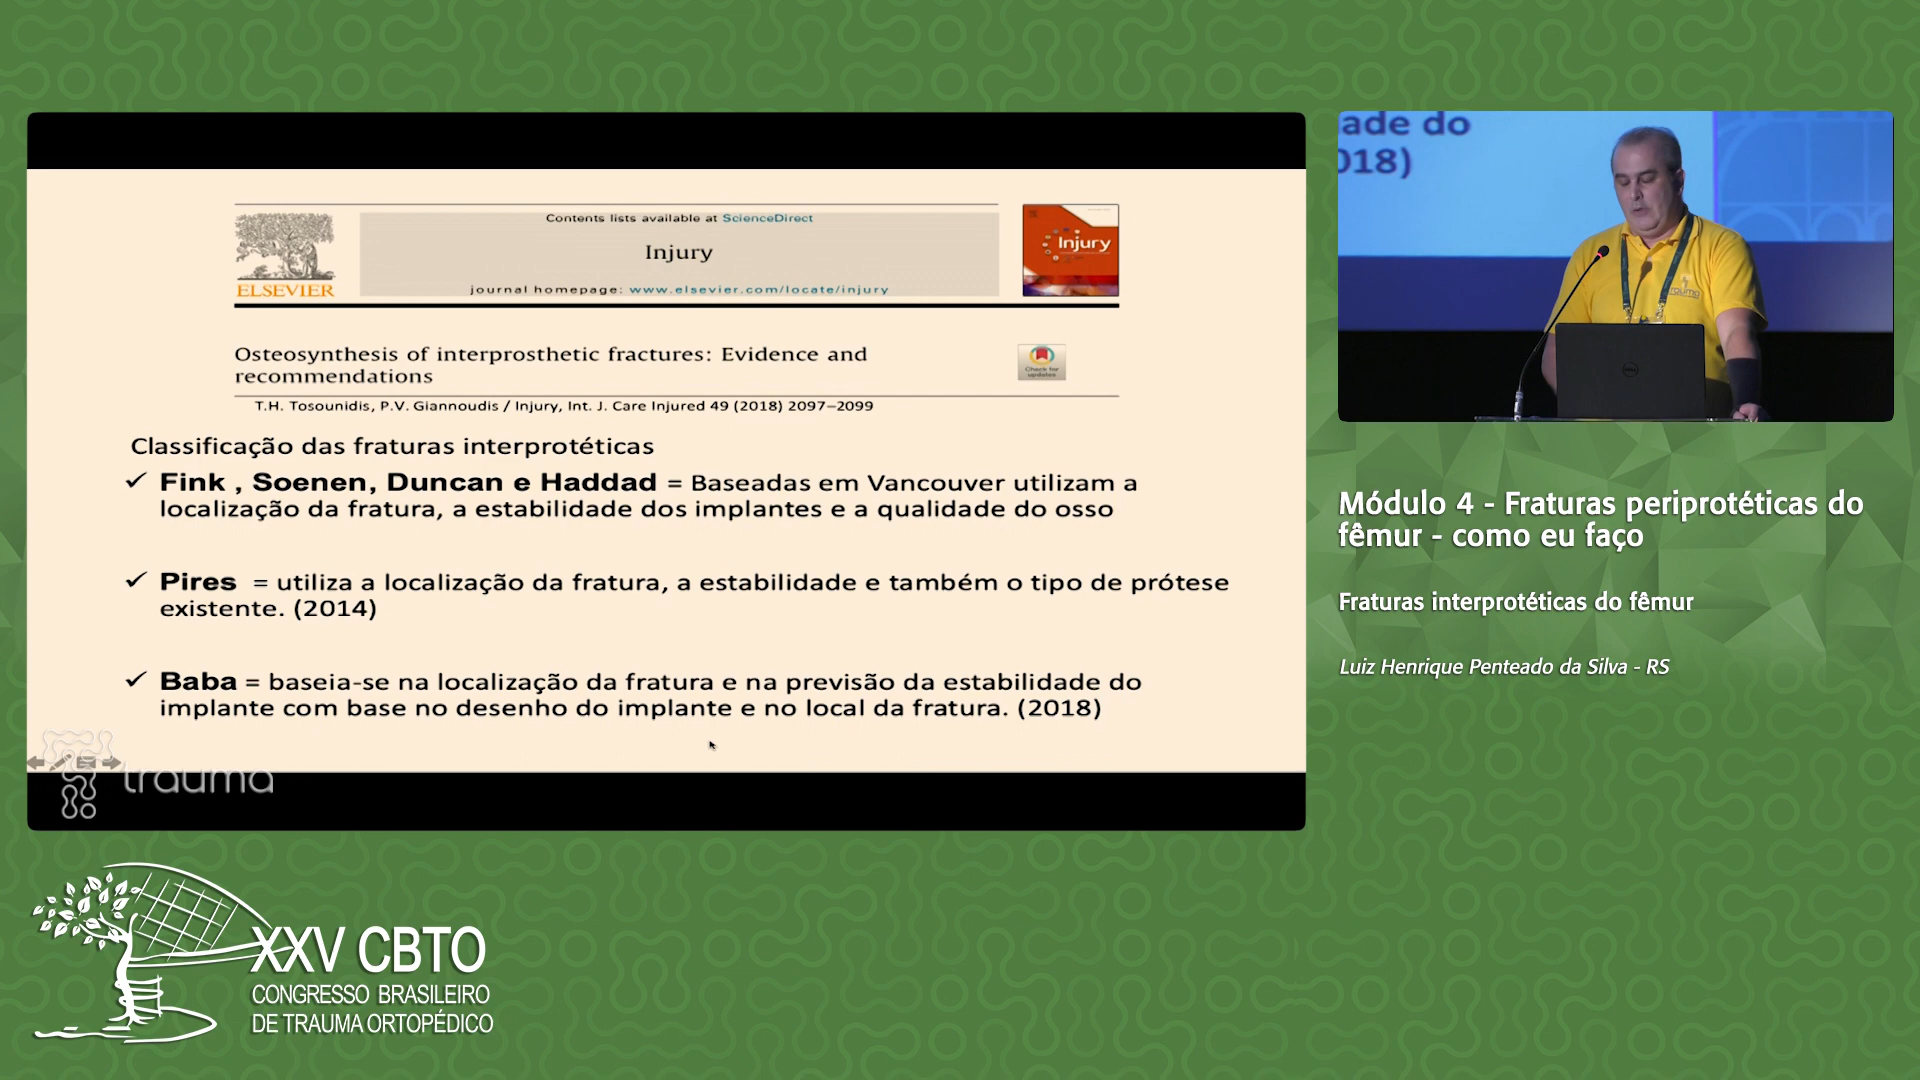 Contents lists available at ScienceDirect
Injury
journal homepage: www.elsevier.com/locate/injury
ELSEVIER
Injury
Osteosynthesis of interprosthetic fractures: Evidence and
recommendations
Check for
updates
T.H. Tosounidis, P.V. Giannoudis / Injury, Int. J. Care Injured 49 (2018) 2097–2099
Classificação das fraturas interprotéticas
✓ Fink , Soenen, Duncan e Haddad = Baseadas em Vancouver utilizam a
localização da fratura, a estabilidade dos implantes e a qualidade do osso
✓ Pires = utiliza a localização da fratura, a estabilidade e também o tipo de prótese
existente. (2014)
✓ Baba = baseia-se na localização da fratura e na previsão da estabilidade do
implante com base no desenho do implante e no local da fratura. (2018)
trauma
ade do
018)
trauma
DELL
Módulo 4 - Fraturas periprotéticas do
fêmur - como eu faço
Fraturas interprotéticas do fêmur
Luiz Henrique Penteado da Silva - RS
XXV CBTO
CONGRESSO BRASILEIRO
DE TRAUMA ORTOPÉDICO